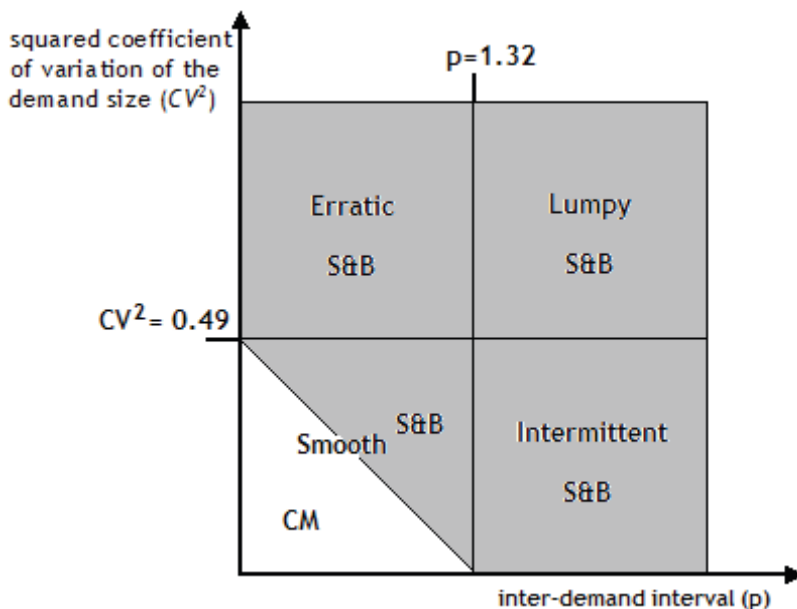 squared coefficient
of variation of the
demand size (CV²)
p=1.32
Erratic
S&B
Lumpy
S&B
CV²= 0.49
S&B
Smooth
CM
Intermittent
S&B
inter-demand interval (p)